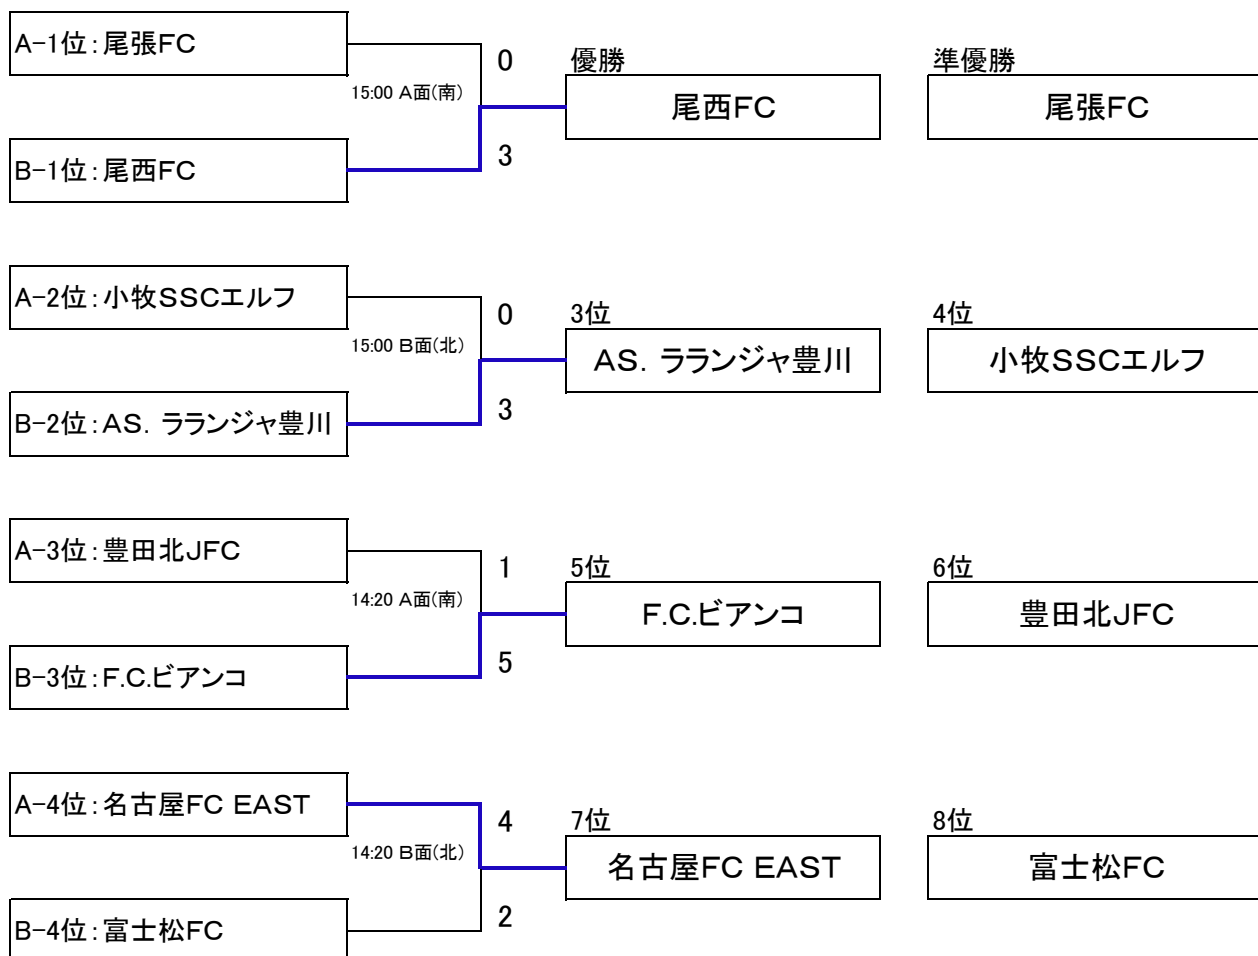 A-1位：尾張FC
0
優勝
準優勝
15:00 A面(南)
尾西FC
尾張FC
B-1位：尾西FC
3
A-2位：小牧SSCエルフ
0
3位
4位
15:00 B面(北)
AS. ラランジャ豊川
小牧SSCエルフ
B-2位：AS. ラランジャ豊川
3
A-3位：豊田北JFC
1
5位
6位
14:20 A面(南)
F.C.ビアンコ
豊田北JFC
B-3位：F.C.ビアンコ
5
A-4位：名古屋FC EAST
4
7位
8位
14:20 B面(北)
名古屋FC EAST
富士松FC
B-4位：富士松FC
2